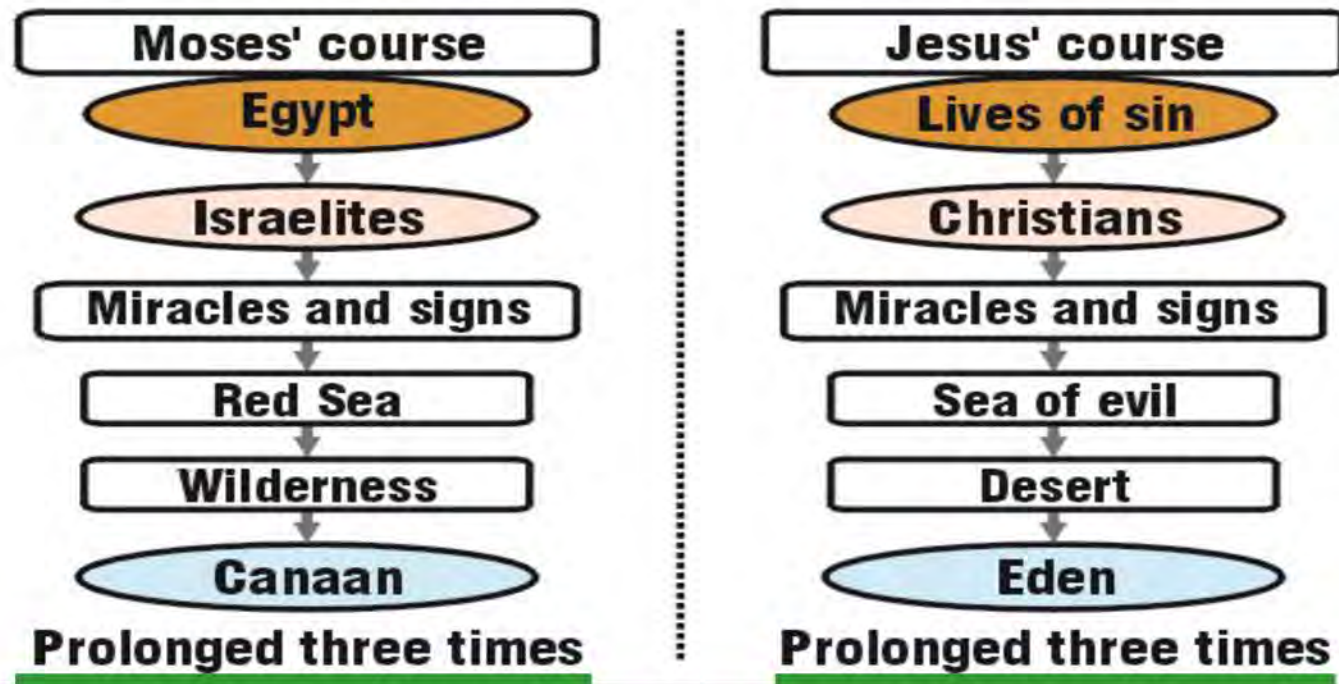 Moses' course
Egypt
Israelites
Miracles and signs
Red Sea
Wilderness
Canaan
Prolonged three times
Jesus' course
Lives of sin
Christians
Miracles and signs
Sea of evil
Desert
Eden
Prolonged three times